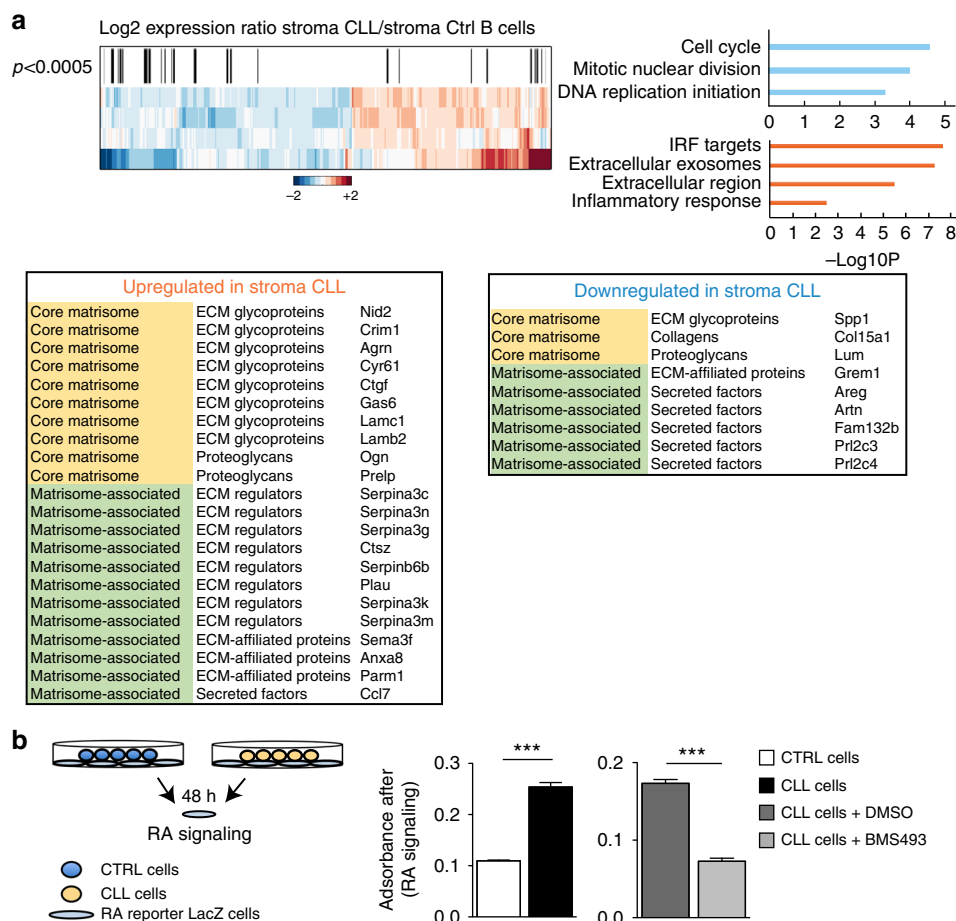 a
Log2 expression ratio stroma CLL/stroma Ctrl B cells
p<0.0005
–2 +2
Cell cycle
Mitotic nuclear division
DNA replication initiation
0 1 2 3 4 5
IRF targets
Extracellular exosomes
Extracellular region
Inflammatory response
0 1 2 3 4 5 6 7 8
–Log10P
Upregulated in stroma CLL
Core matrisome ECM glycoproteins Nid2
Core matrisome ECM glycoproteins Crim1
Core matrisome ECM glycoproteins Agrn
Core matrisome ECM glycoproteins Cyr61
Core matrisome ECM glycoproteins Ctgf
Core matrisome ECM glycoproteins Gas6
Core matrisome ECM glycoproteins Lamc1
Core matrisome ECM glycoproteins Lamb2
Core matrisome Proteoglycans Ogn
Core matrisome Proteoglycans Prelp
Matrisome-associated ECM regulators Serpina3c
Matrisome-associated ECM regulators Serpina3n
Matrisome-associated ECM regulators Serpina3g
Matrisome-associated ECM regulators Ctsz
Matrisome-associated ECM regulators Serpinb6b
Matrisome-associated ECM regulators Plau
Matrisome-associated ECM regulators Serpina3k
Matrisome-associated ECM regulators Serpina3m
Matrisome-associated ECM-affiliated proteins Sema3f
Matrisome-associated ECM-affiliated proteins Anxa8
Matrisome-associated ECM-affiliated proteins Parm1
Matrisome-associated Secreted factors Ccl7
Downregulated in stroma CLL
Core matrisome ECM glycoproteins Spp1
Core matrisome Collagens Col15a1
Core matrisome Proteoglycans Lum
Matrisome-associated ECM-affiliated proteins Grem1
Matrisome-associated Secreted factors Areg
Matrisome-associated Secreted factors Artn
Matrisome-associated Secreted factors Fam132b
Matrisome-associated Secreted factors Prl2c3
Matrisome-associated Secreted factors Prl2c4
b
48 h
RA signaling
CTRL cells
CLL cells
RA reporter LacZ cells
Adsorbance after
(RA signaling)
0.3
0.2
0.1
0.0
***
0.2
0.1
0.0
***
CTRL cells
CLL cells
CLL cells + DMSO
CLL cells + BMS493